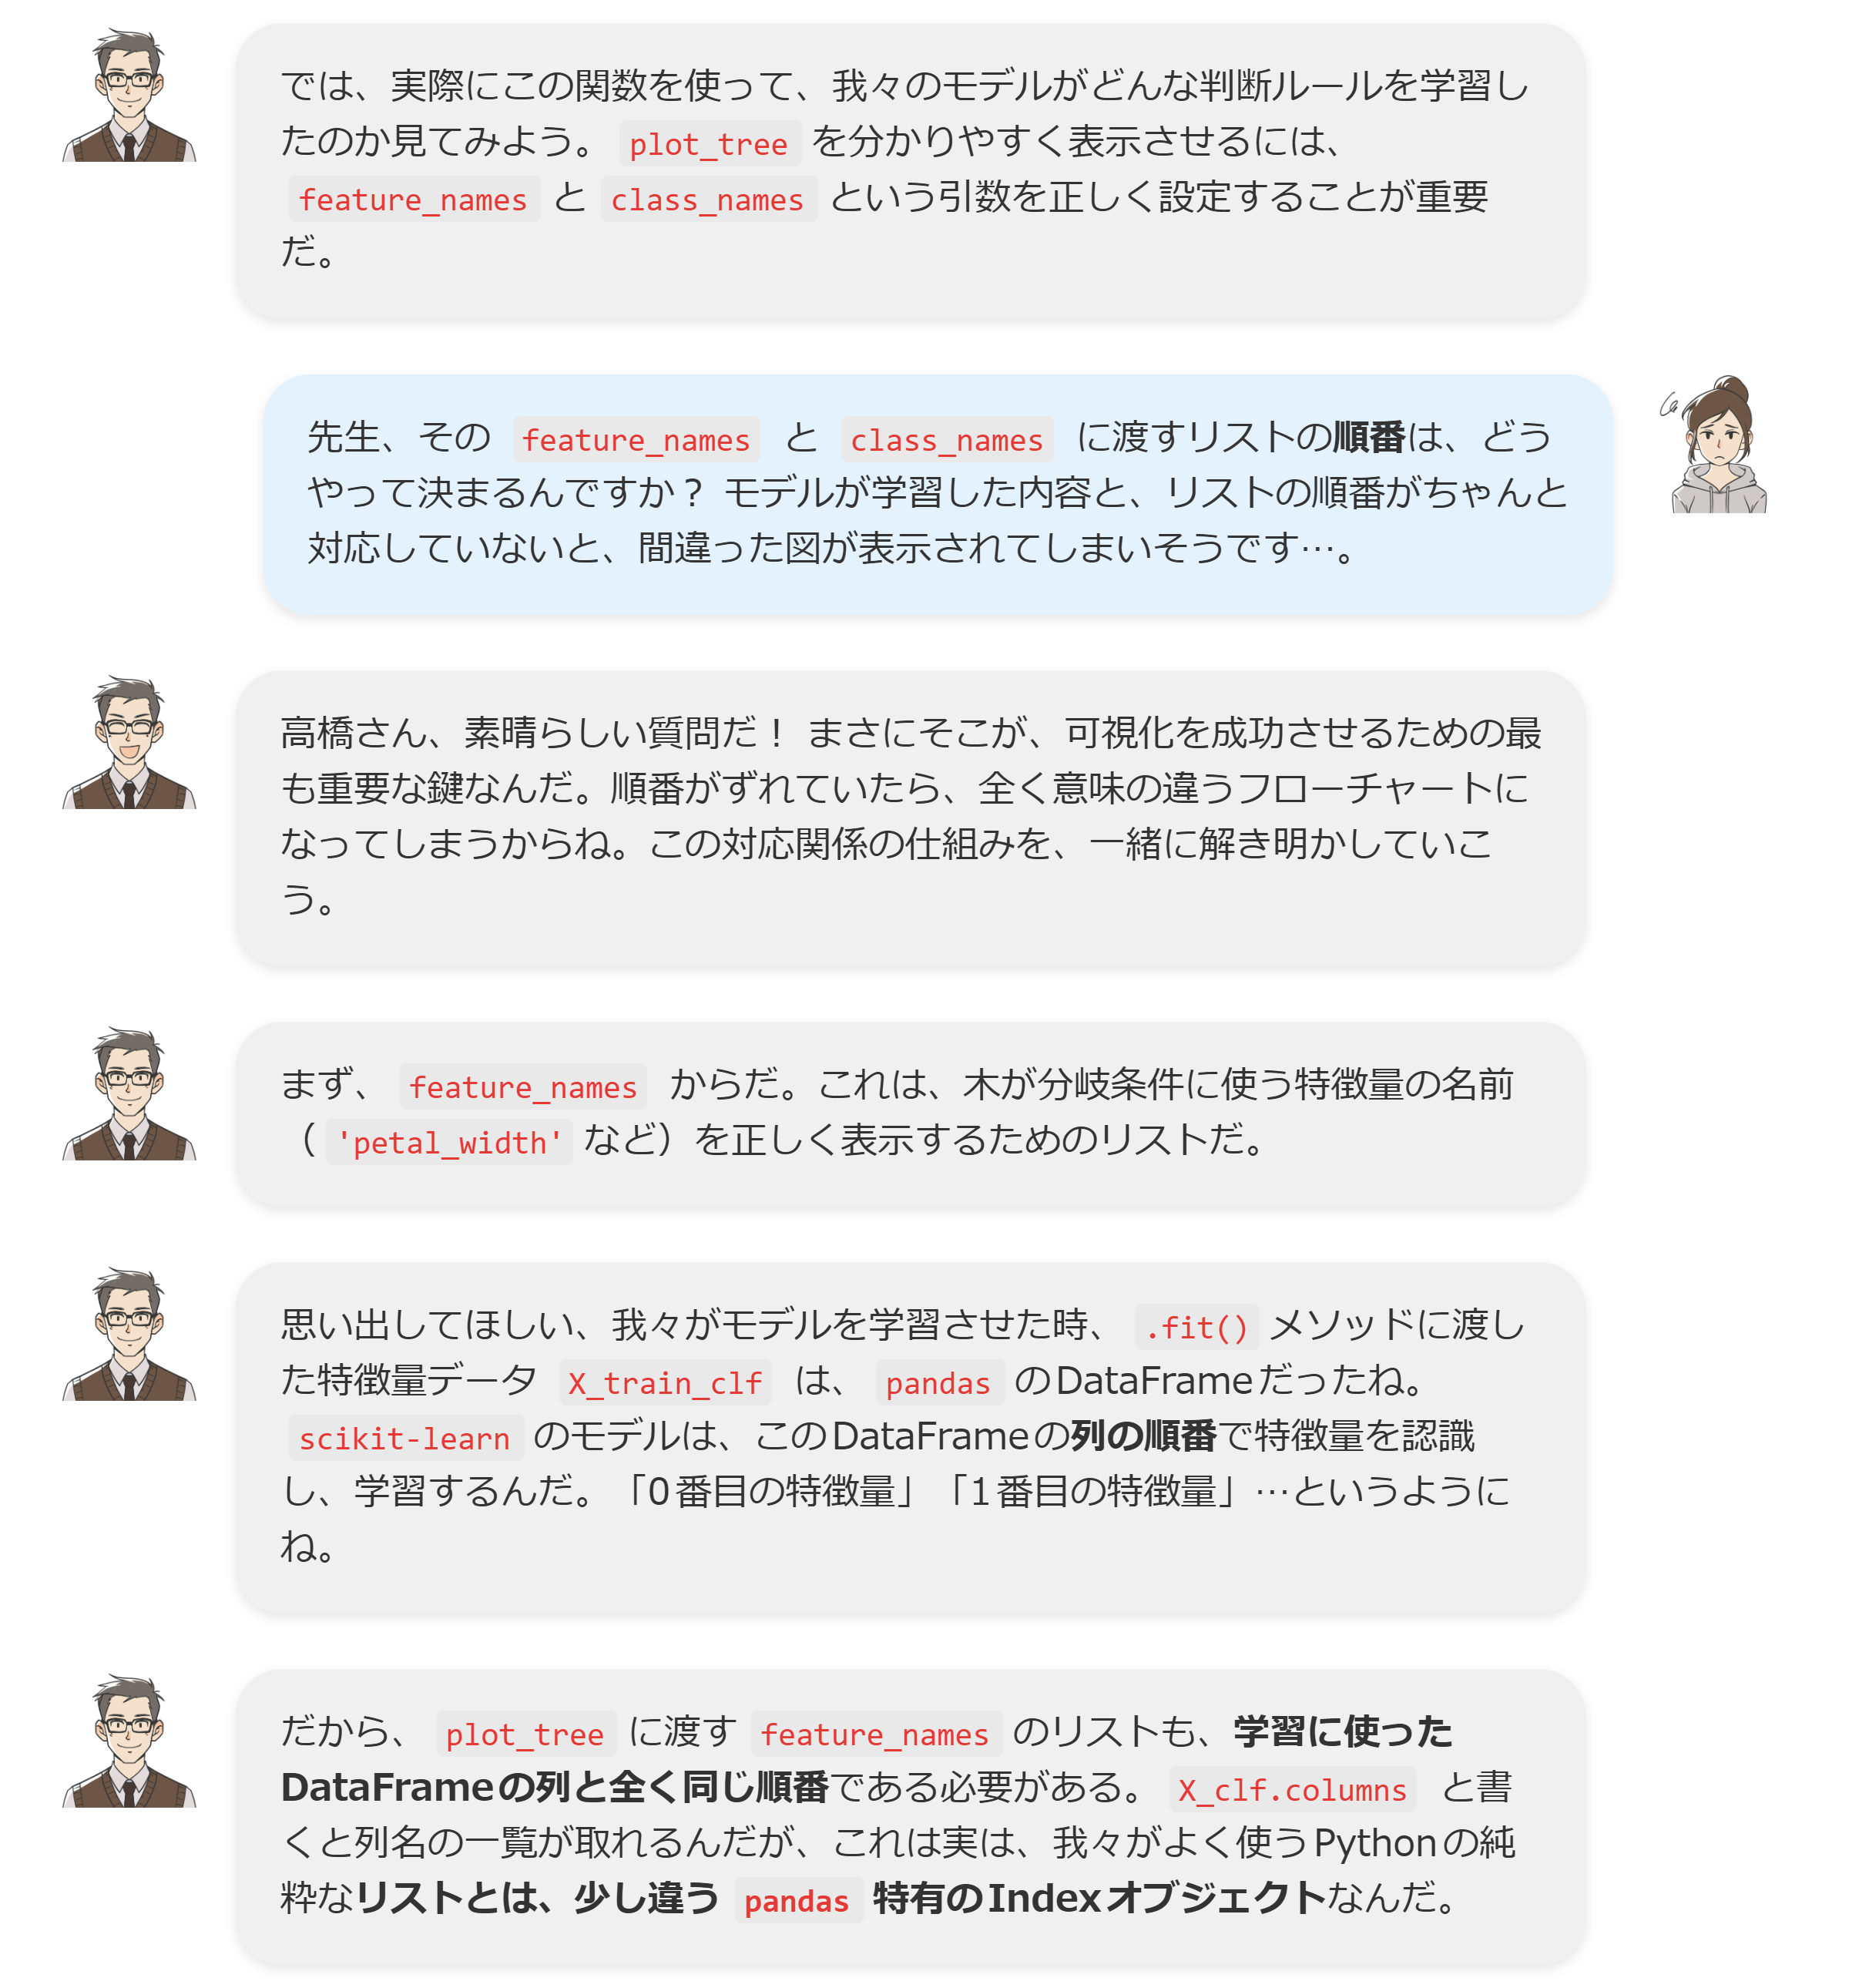 では、実際にこの関数を使って、我々のモデルがどんな判断ルールを学習し
たのか見てみよう。 plot_tree を分かりやすく表示させるには、
feature_names と class_names という引数を正しく設定することが重要
だ。
先生、その feature_names と class_names に渡すリストの順番は、どう
やって決まるんですか？ モデルが学習した内容と、リストの順番がちゃんと
対応していないと、間違った図が表示されてしまいそうです…。
高橋さん、素晴らしい質問だ！ まさにそこが、可視化を成功させるための最
も重要な鍵なんだ。順番がずれていたら、全く意味の違うフローチャートに
なってしまうからね。この対応関係の仕組みを、一緒に解き明かしていこ
う。
まず、 feature_names からだ。これは、木が分岐条件に使う特徴量の名前
（ 'petal_width' など）を正しく表示するためのリストだ。
思い出してほしい、我々がモデルを学習させた時、 .fit() メソッドに渡し
た特徴量データ X_train_clf は、 pandas のDataFrameだったね。
scikit-learn のモデルは、このDataFrameの列の順番で特徴量を認識
し、学習するんだ。「0番目の特徴量」「1番目の特徴量」…というように
ね。
だから、 plot_tree に渡す feature_names のリストも、学習に使った
DataFrameの列と全く同じ順番である必要がある。 X_clf.columns と書
くと列名の一覧が取れるんだが、これは実は、我々がよく使うPythonの純
粋なリストとは、少し違う pandas 特有のIndexオブジェクトなんだ。